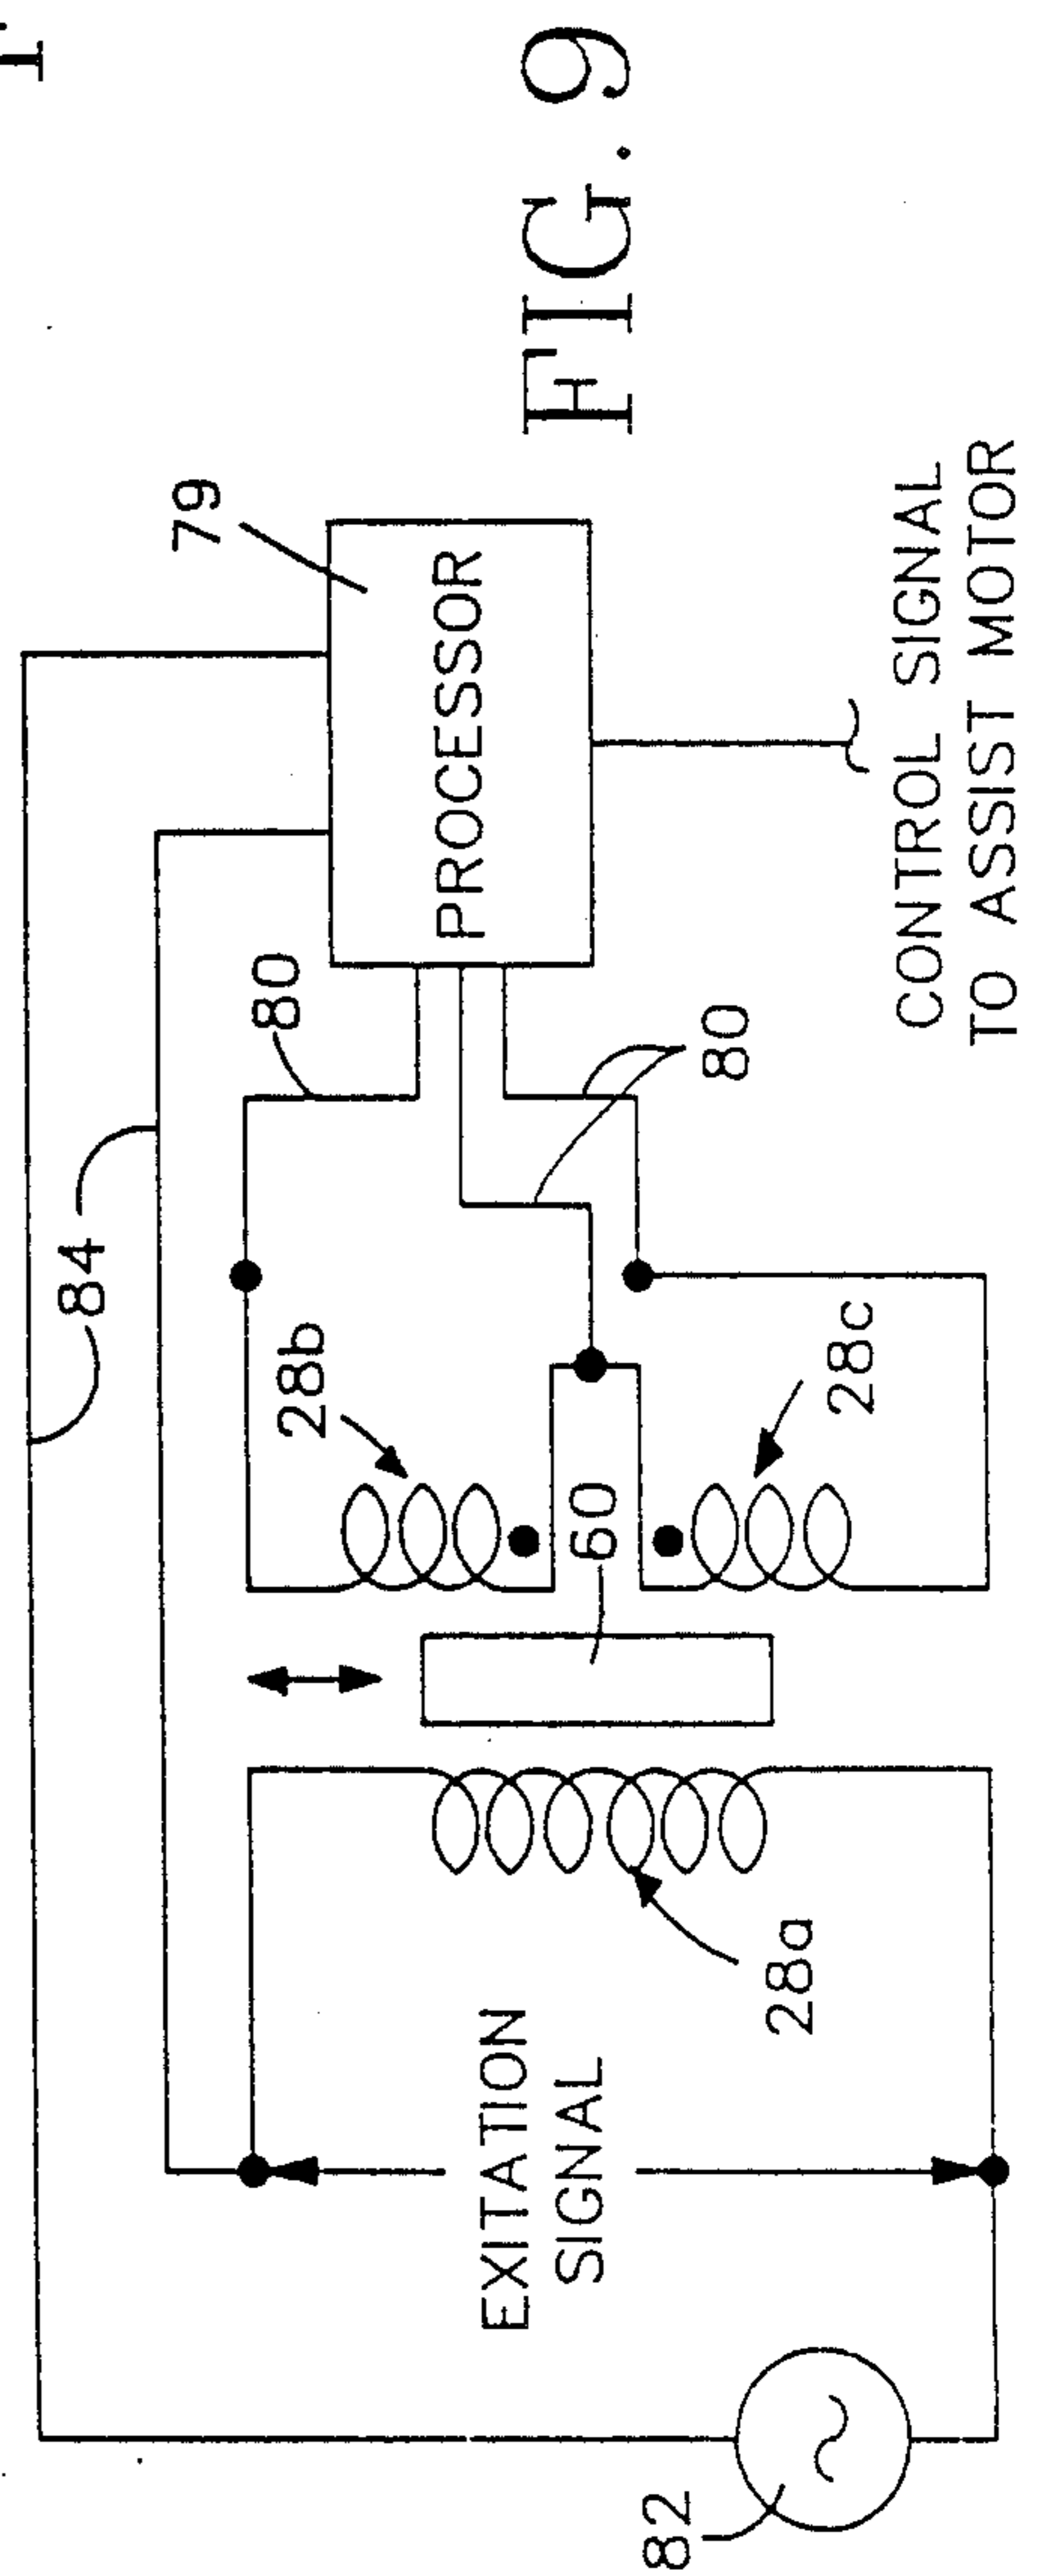 84
79
80
28b
PROCESSOR
60
80
28c
EXITATION
SIGNAL
28a
82
CONTROL SIGNAL
TO ASSIST MOTOR
FIG. 9